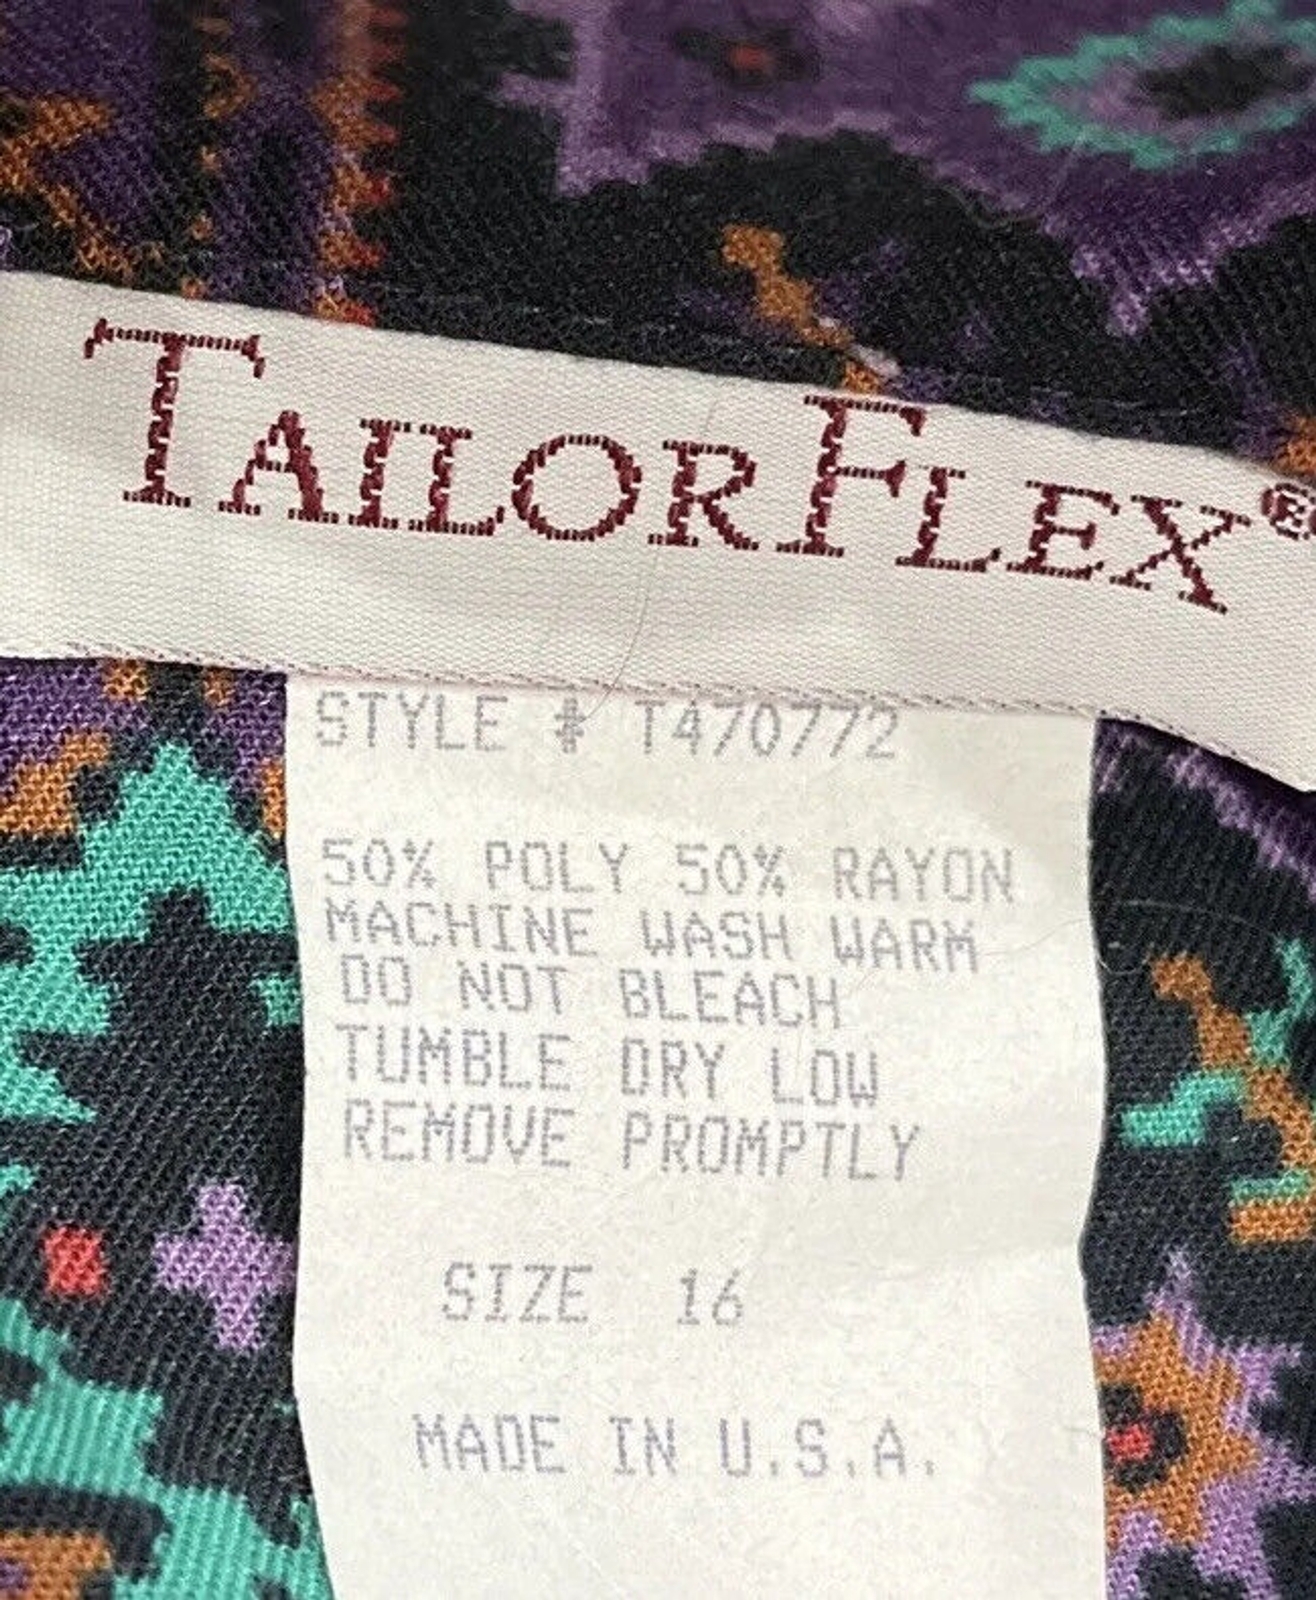 TAILORFLEX®
STYLE # T470772
50% POLY 50% RAYON
MACHINE WASH WARM
DO NOT BLEACH
TUMBLE DRY LOW
REMOVE PROMPTLY
SIZE 16
MADE IN U.S.A.